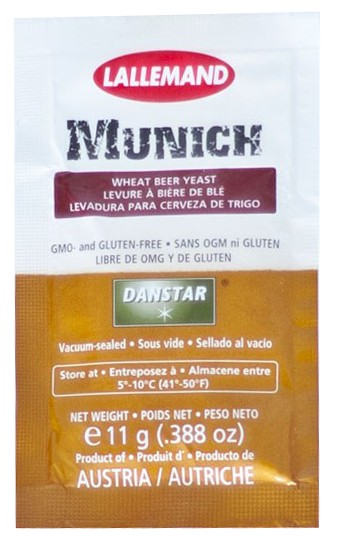 LALLEMAND
MUNICH
WHEAT BEER YEAST
LEVURE À BIÈRE DE BLÉ
LEVADURA PARA CERVEZA DE TRIGO
GMO- and GLUTEN-FREE • SANS OGM ni GLUTEN
LIBRE DE OMG Y DE GLUTEN
DANSTAR ®
Vacuum-sealed • Sous vide • Sellado al vacio
Store at • Entreposez à • Almacene entre
5°-10°C (41°-50°F)
NET WEIGHT • POIDS NET • PESO NETO
e 11 g (.388 oz)
Product of • Produit d' • Producto de
AUSTRIA / AUTRICHE